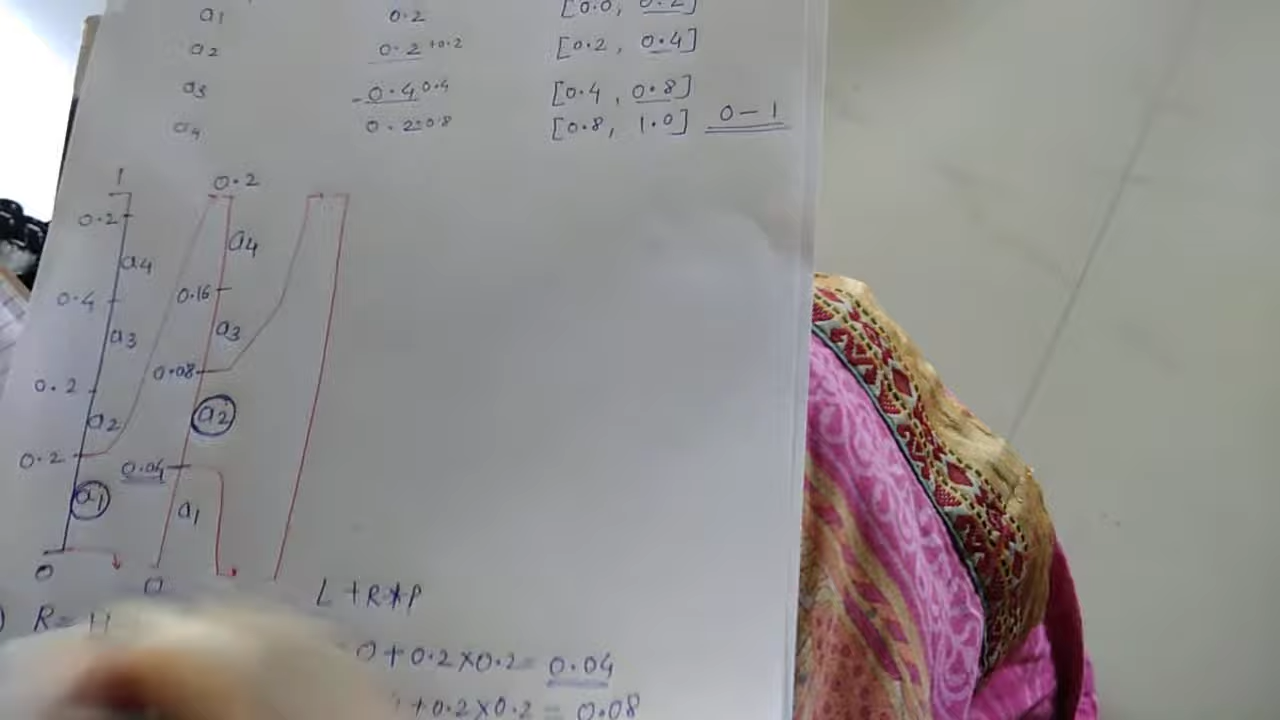 a1 0.2 [0.0, 0.2]
a2 0.2 +0.2 [0.2, 0.4]
a3 0.4 0.4 [0.4, 0.8]
a4 0.2 0.8 [0.8, 1.0] 0-1
1 0.2
0.2
a4 a4
0.4 0.16
a3 a3
0.2 0.08
a2 a2
0.2 0.04
a1 a1
0 0
L+R*P
R=H
0+0.2×0.2=0.04
+0.2×0.2=0.08